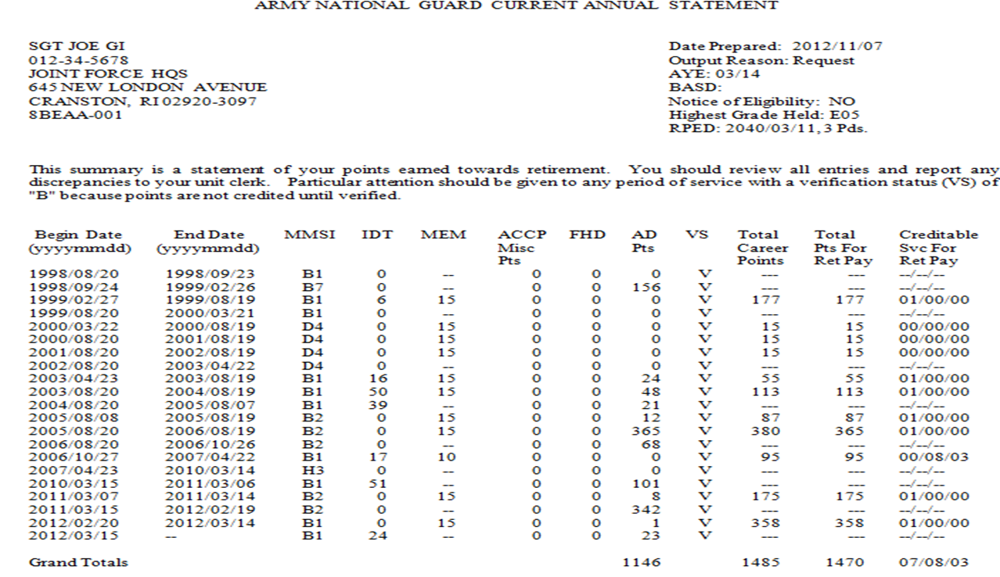 ARMY NATIONAL GUARD CURRENT ANNUAL STATEMENT
SGT JOE GI
012-34-5678
JOINT FORCE HQS
645 NEW LONDON AVENUE
CRANSTON, RI 02920-3097
8BEAA-001
Date Prepared: 2012/11/07
Output Reason: Request
AYE: 03/14
BASD:
Notice of Eligibility: NO
Highest Grade Held: E05
RPED: 2040/03/11, 3 Pds.
This summary is a statement of your points earned towards retirement. You should review all entries and report any
discrepancies to your unit clerk. Particular attention should be given to any period of service with a verification status (VS) of
"B" because points are not credited until verified.
Begin Date End Date MMSI IDT MEM ACCP FHD AD VS Total Total Creditable
(yyyymmdd) (yyyymmdd) Misc Pts Career Pts For Svc For
Pts Points Ret Pay Ret Pay
1998/08/20 1998/09/23 B1 0 -- 0 0 0 V --- --- --/--/--
1998/09/24 1999/02/26 B7 0 -- 0 0 156 V --- --- --/--/--
1999/02/27 1999/08/19 B1 6 15 0 0 0 V 177 177 01/00/00
1999/08/20 2000/03/21 B1 0 -- 0 0 0 V --- --- --/--/--
2000/03/22 2000/08/19 D4 0 15 0 0 0 V 15 15 00/00/00
2000/08/20 2001/08/19 D4 0 15 0 0 0 V 15 15 00/00/00
2001/08/20 2002/08/19 D4 0 15 0 0 0 V 15 15 00/00/00
2002/08/20 2003/04/22 D4 0 -- 0 0 0 V --- --- --/--/--
2003/04/23 2003/08/19 B1 16 15 0 0 24 V 55 55 01/00/00
2003/08/20 2004/08/19 B1 50 15 0 0 48 V 113 113 01/00/00
2004/08/20 2005/08/07 B1 39 -- 0 0 21 V --- --- --/--/--
2005/08/08 2005/08/19 B2 0 15 0 0 12 V 87 87 01/00/00
2005/08/20 2006/08/19 B2 0 15 0 0 365 V 380 365 01/00/00
2006/08/20 2006/10/26 B2 0 -- 0 0 68 V --- --- --/--/--
2006/10/27 2007/04/22 B1 17 10 0 0 0 V 95 95 00/08/03
2007/04/23 2010/03/14 H3 0 -- 0 0 0 V --- --- --/--/--
2010/03/15 2011/03/06 B1 51 -- 0 0 101 V --- --- --/--/--
2011/03/07 2011/03/14 B2 0 15 0 0 8 V 175 175 01/00/00
2011/03/15 2012/02/19 B2 0 -- 0 0 342 V --- --- --/--/--
2012/02/20 2012/03/14 B1 0 15 0 0 1 V 358 358 01/00/00
2012/03/15 -- B1 24 -- 0 0 23 V --- --- --/--/--
Grand Totals 1146 1485 1470 07/08/03